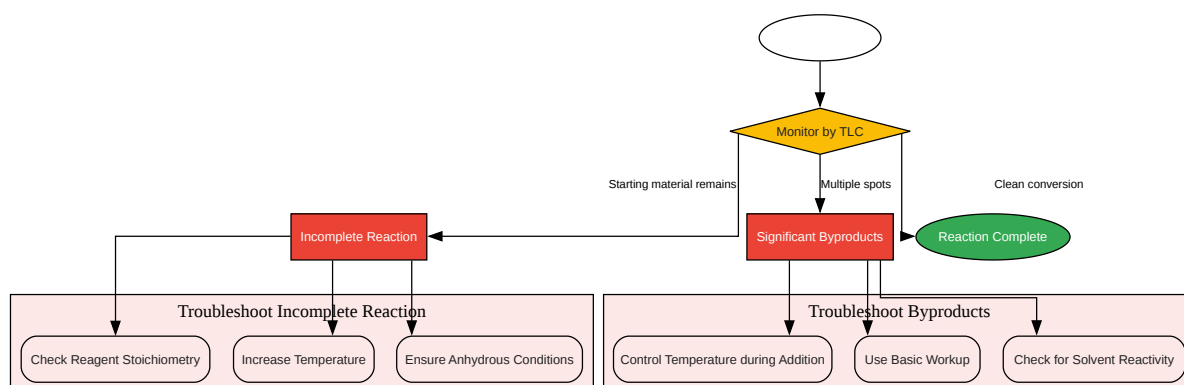 Monitor by TLC
Starting material remains
Multiple spots
Clean conversion
Incomplete Reaction
Significant Byproducts
Reaction Complete
Troubleshoot Incomplete Reaction
Troubleshoot Byproducts
Check Reagent Stoichiometry
Increase Temperature
Ensure Anhydrous Conditions
Control Temperature during Addition
Use Basic Workup
Check for Solvent Reactivity